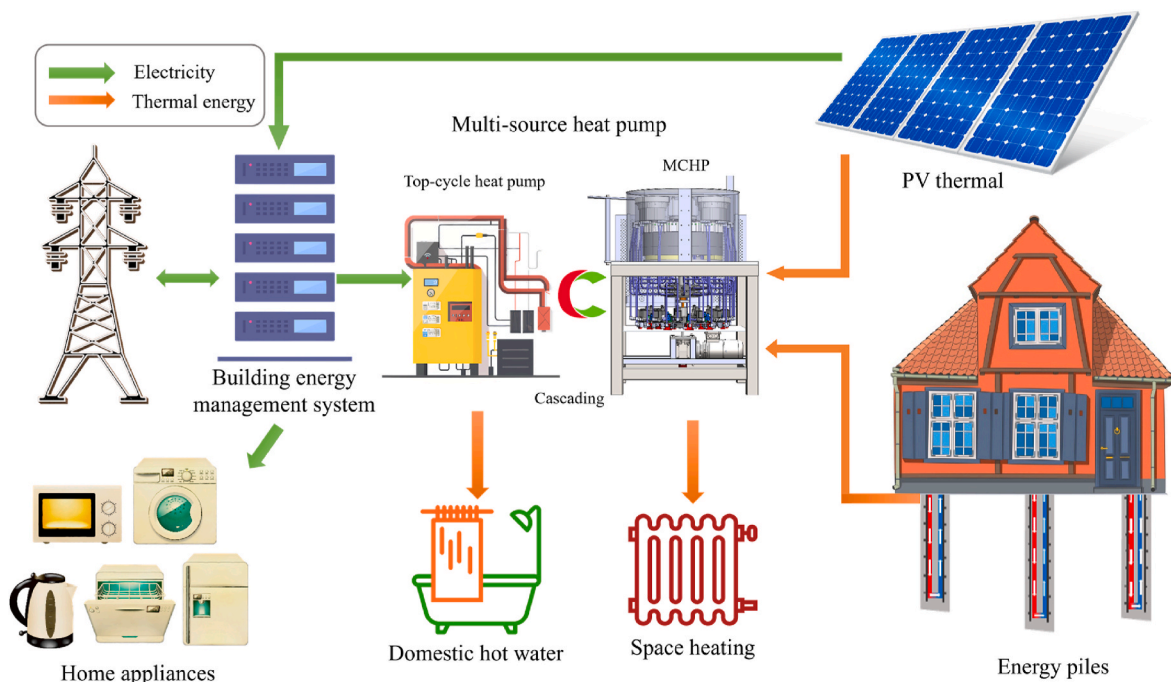 Electricity
Thermal energy
Multi-source heat pump
PV thermal
Top-cycle heat pump
MCHP
Building energy
management system
Cascading
Home appliances
Domestic hot water
Space heating
Energy piles